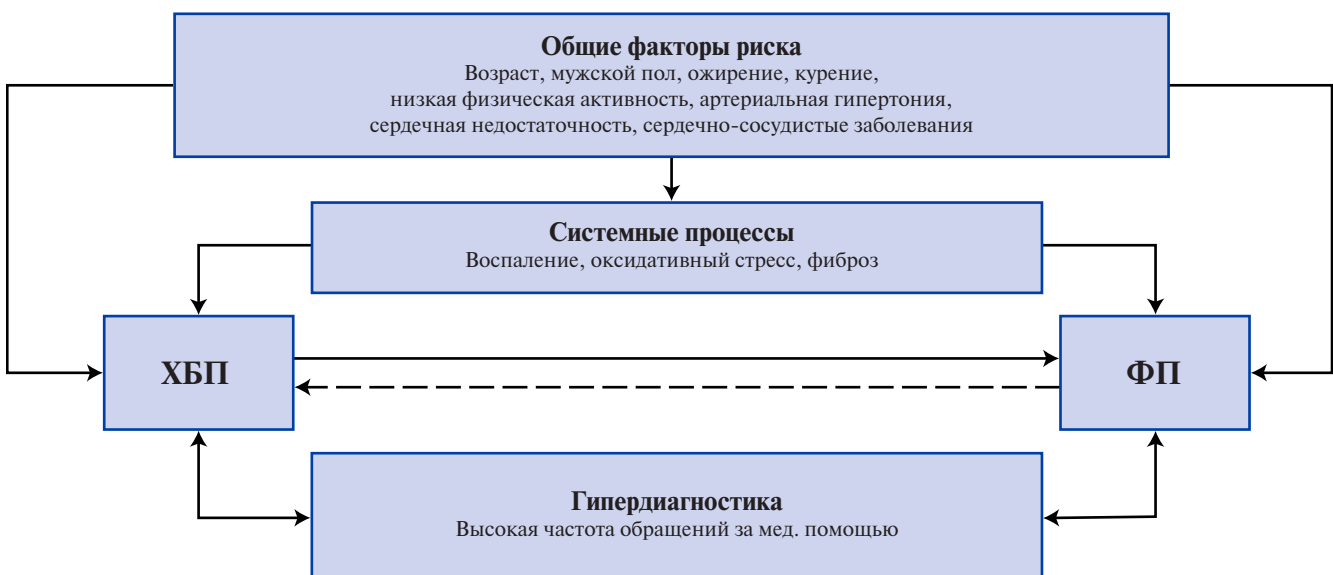 Общие факторы риска
Возраст, мужской пол, ожирение, курение,
низкая физическая активность, артериальная гипертония,
сердечная недостаточность, сердечно-сосудистые заболевания
Системные процессы
Воспаление, оксидативный стресс, фиброз
ХБП
ФП
Гипердиагностика
Высокая частота обращений за мед. помощью